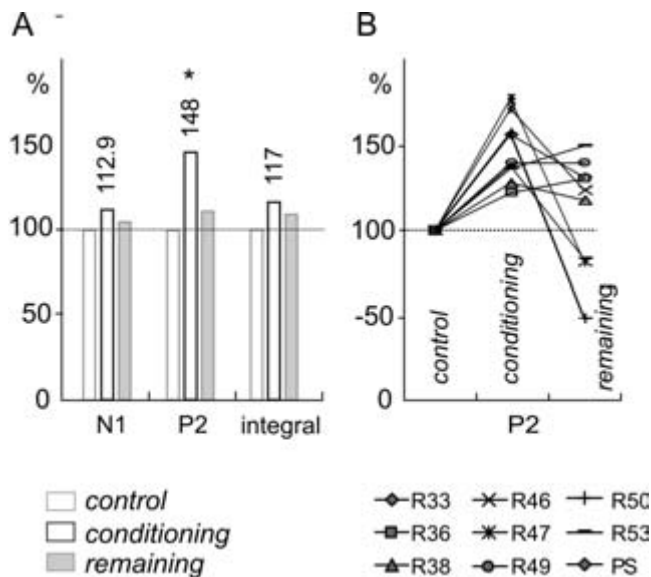 A
B
%
%
150
100
50
0
112.9
148
*
117
N1
P2
integral
150
100
-50
0
control
conditioning
remaining
P2
control
conditioning
remaining
R33
R46
R50
R36
R47
R53
R38
R49
PS